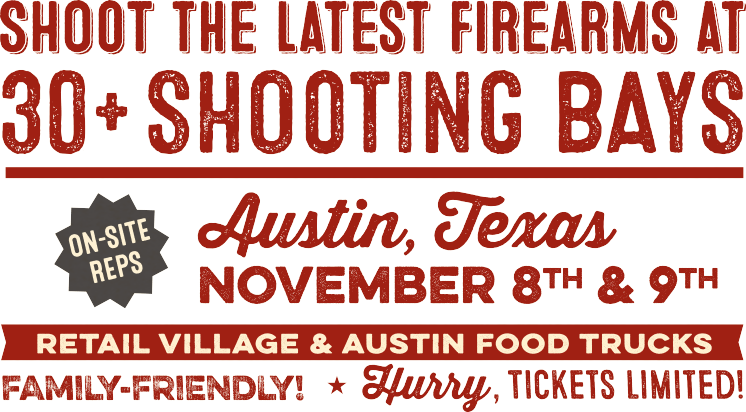 SHOOT THE LATEST FIREARMS AT
30+ SHOOTING BAYS
ON-SITE
REPS
Austin, Texas
NOVEMBER 8TH & 9TH
RETAIL VILLAGE & AUSTIN FOOD TRUCKS
FAMILY-FRIENDLY! ★ Hurry, TICKETS LIMITED!